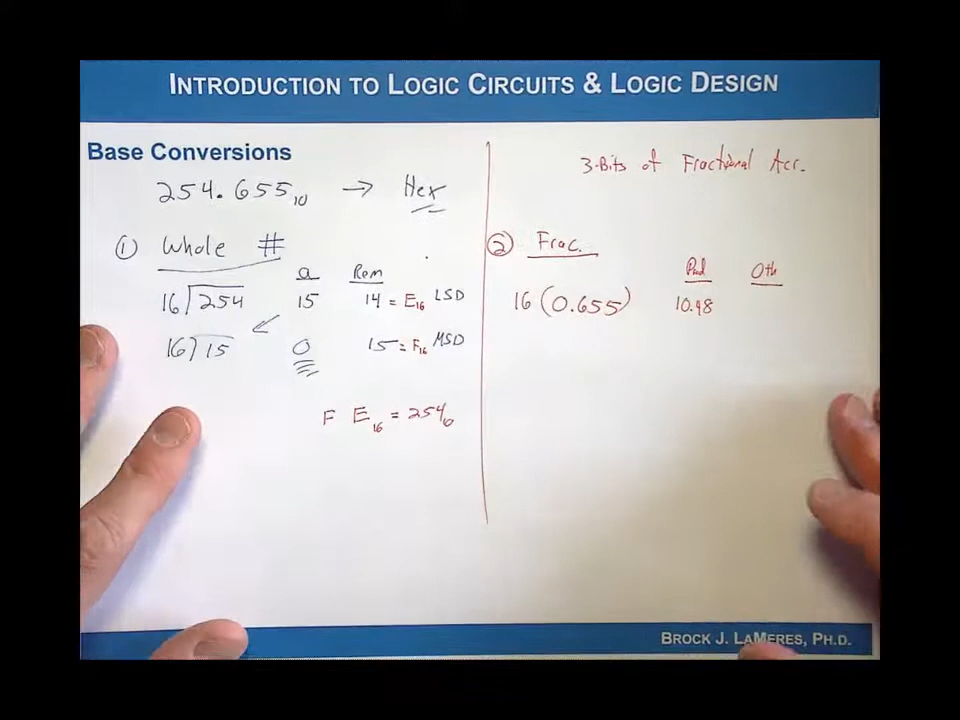 INTRODUCTION TO LOGIC CIRCUITS & LOGIC DESIGN
Base Conversions
254.655₁₀ → Hex
① Whole #
Q Rem
16)254 15 14 = E₁₆ LSD
16)15 0 15 = F₁₆ MSD
F E₁₆ = 254₁₀
3-Bits of Fractional Acc.
② Frac.
Prod Oth
16(0.655) 10.48
BROCK J. LAMERES, PH.D.